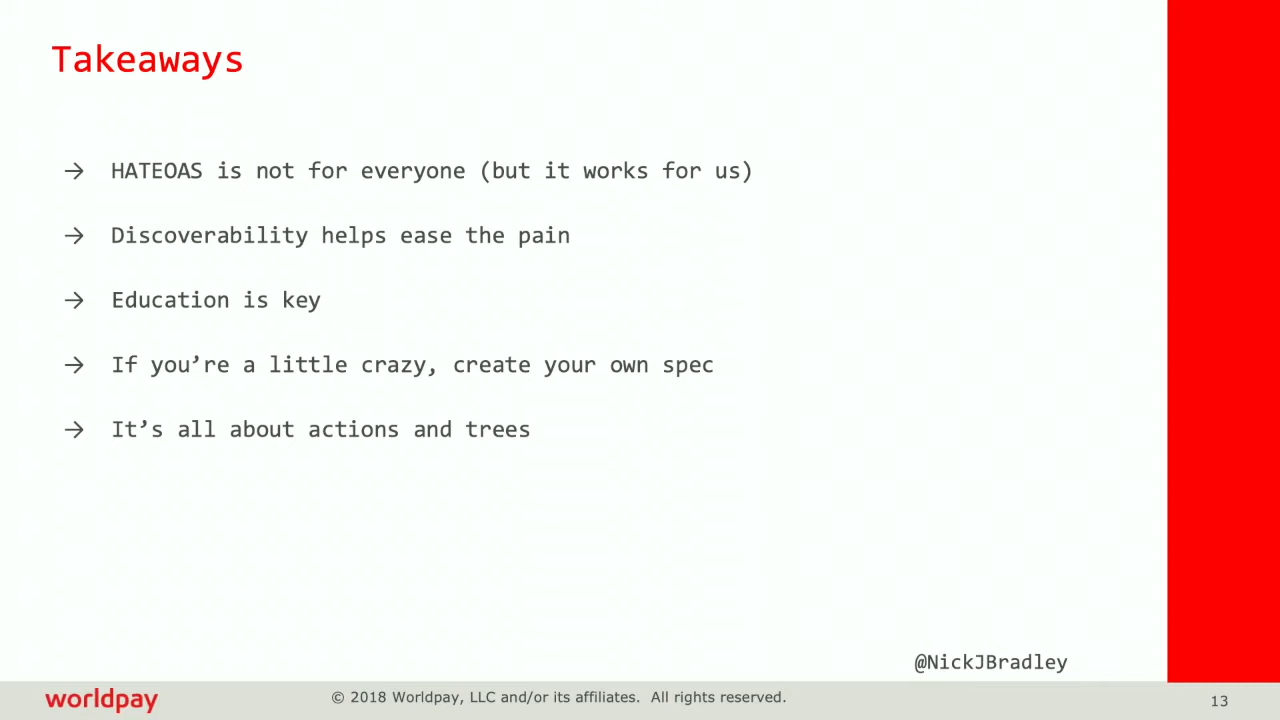 Takeaways
→ HATEOAS is not for everyone (but it works for us)
→ Discoverability helps ease the pain
→ Education is key
→ If you’re a little crazy, create your own spec
→ It’s all about actions and trees
@NickJBradley
worldpay
© 2018 Worldpay, LLC and/or its affiliates. All rights reserved.
13